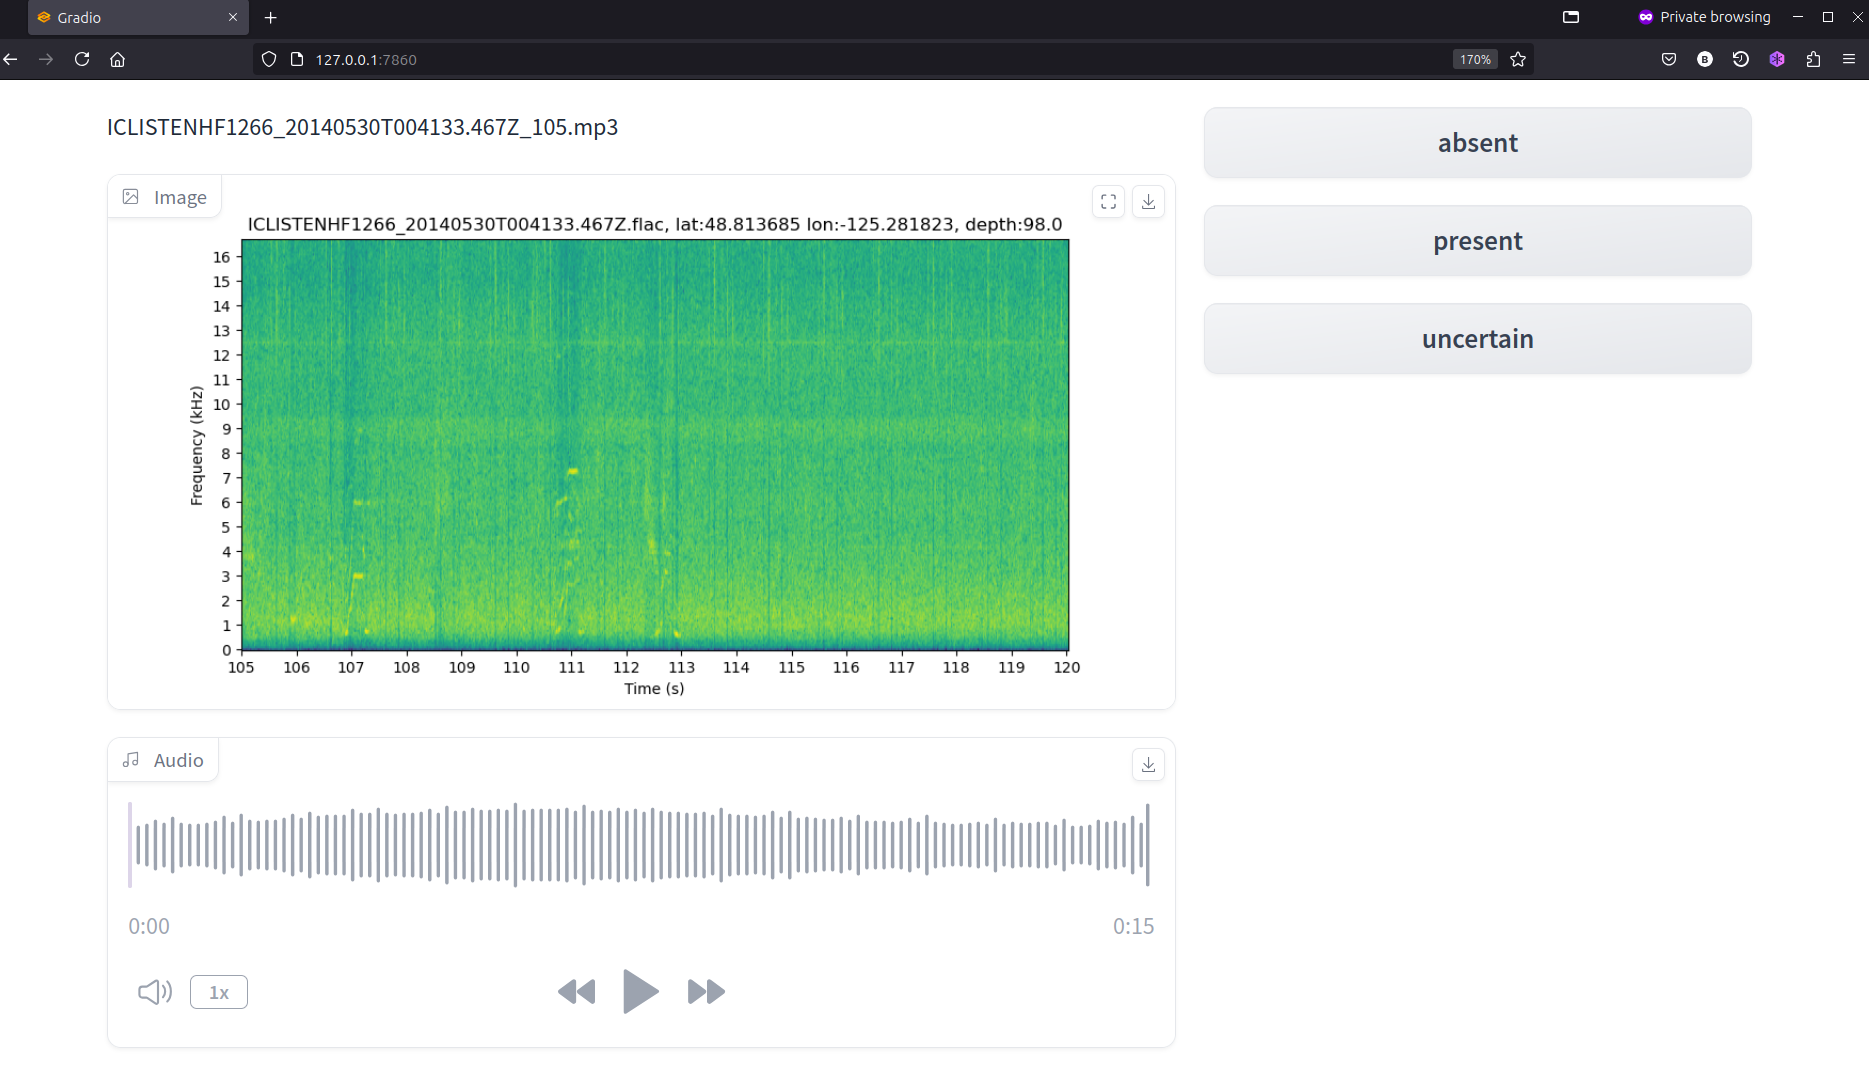 Gradio
Private browsing
127.0.0.1:7860
170%
ICLISTENHF1266_20140530T004133.467Z_105.mp3
Image
ICLISTENHF1266_20140530T004133.467Z.flac, lat:48.813685 lon:-125.281823, depth:98.0
Frequency (kHz)
16
15
14
13
12
11
10
9
8
7
6
5
4
3
2
1
0
105 106 107 108 109 110 111 112 113 114 115 116 117 118 119 120
Time (s)
Audio
0:00
0:15
1x
absent
present
uncertain